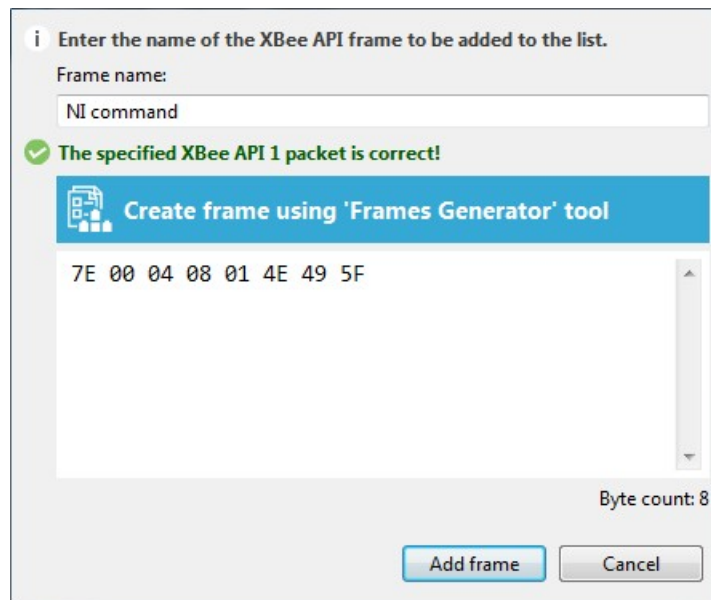 Enter the name of the XBee API frame to be added to the list.
Frame name:
NI command
The specified XBee API 1 packet is correct!
Create frame using 'Frames Generator' tool
7E 00 04 08 01 4E 49 5F
Byte count: 8
Add frame Cancel